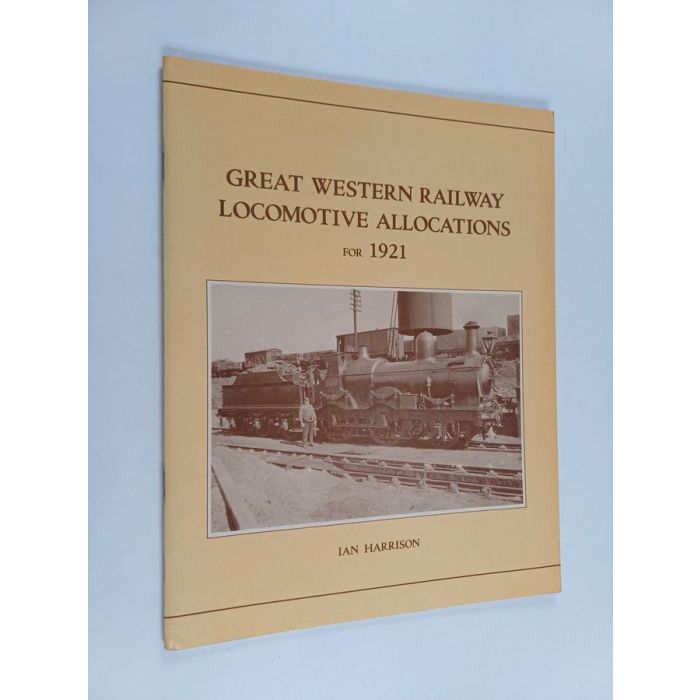 GREAT WESTERN RAILWAY
LOCOMOTIVE ALLOCATIONS
FOR 1921
IAN HARRISON